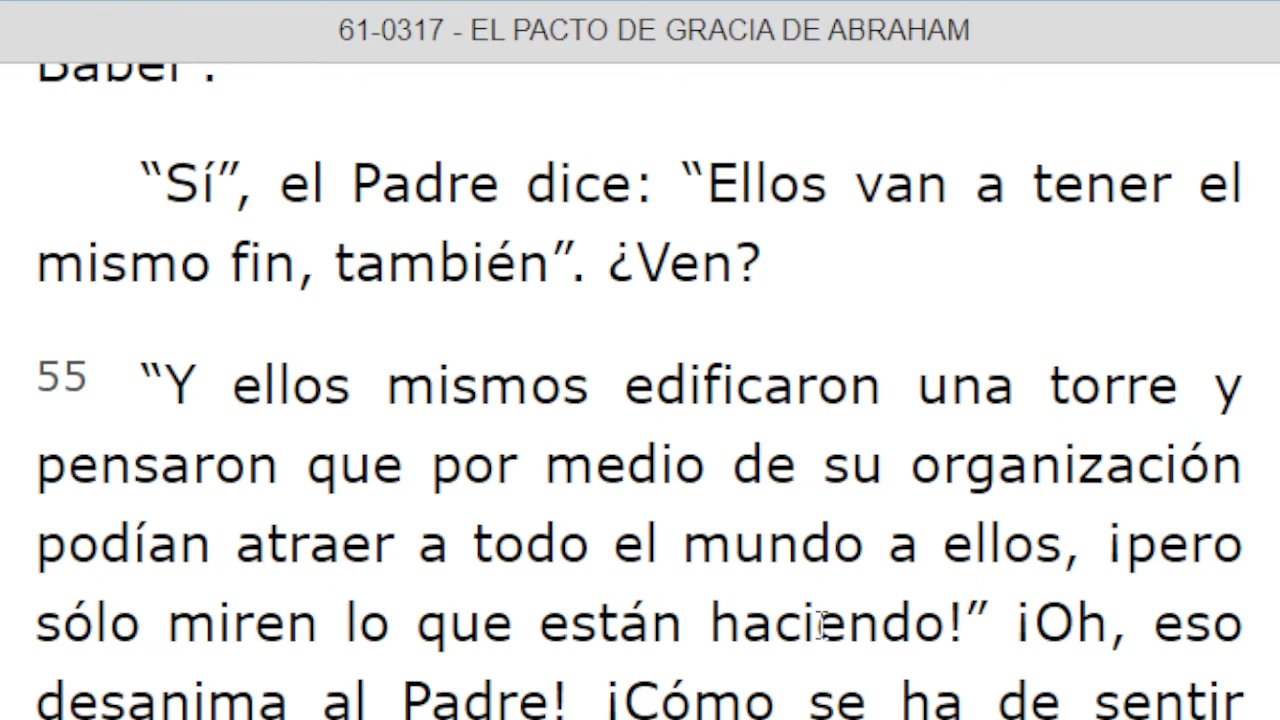 61-0317 - EL PACTO DE GRACIA DE ABRAHAM
Babel”.
“Sí”, el Padre dice: “Ellos van a tener el
mismo fin, también”. ¿Ven?
55 “Y ellos mismos edificaron una torre y
pensaron que por medio de su organización
podían atraer a todo el mundo a ellos, ¡pero
sólo miren lo que están haciendo!” ¡Oh, eso
desanima al Padre! ¡Cómo se ha de sentir